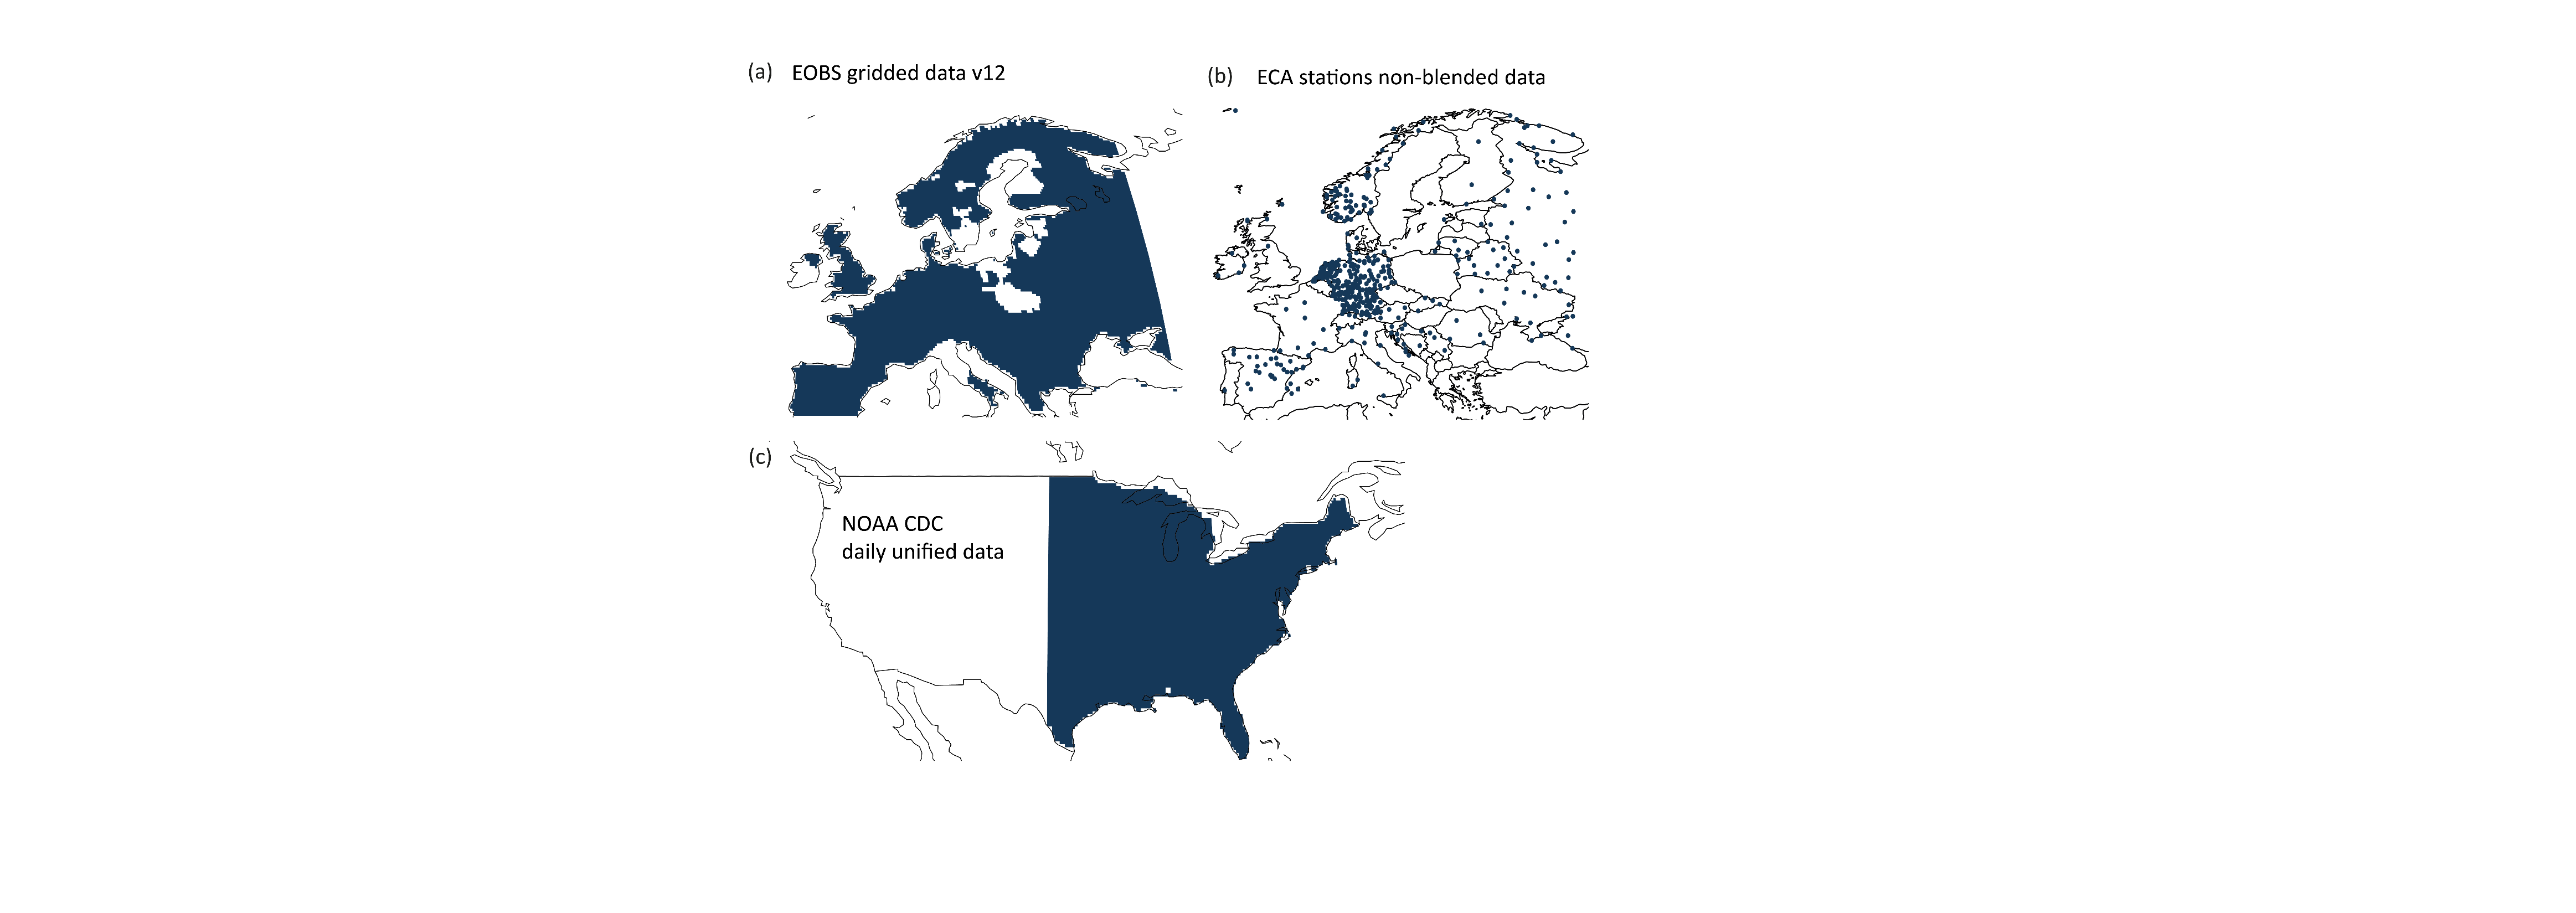 (a) EOBS gridded data v12
(b) ECA stations non-blended data
(c)
NOAA CDC
daily unified data